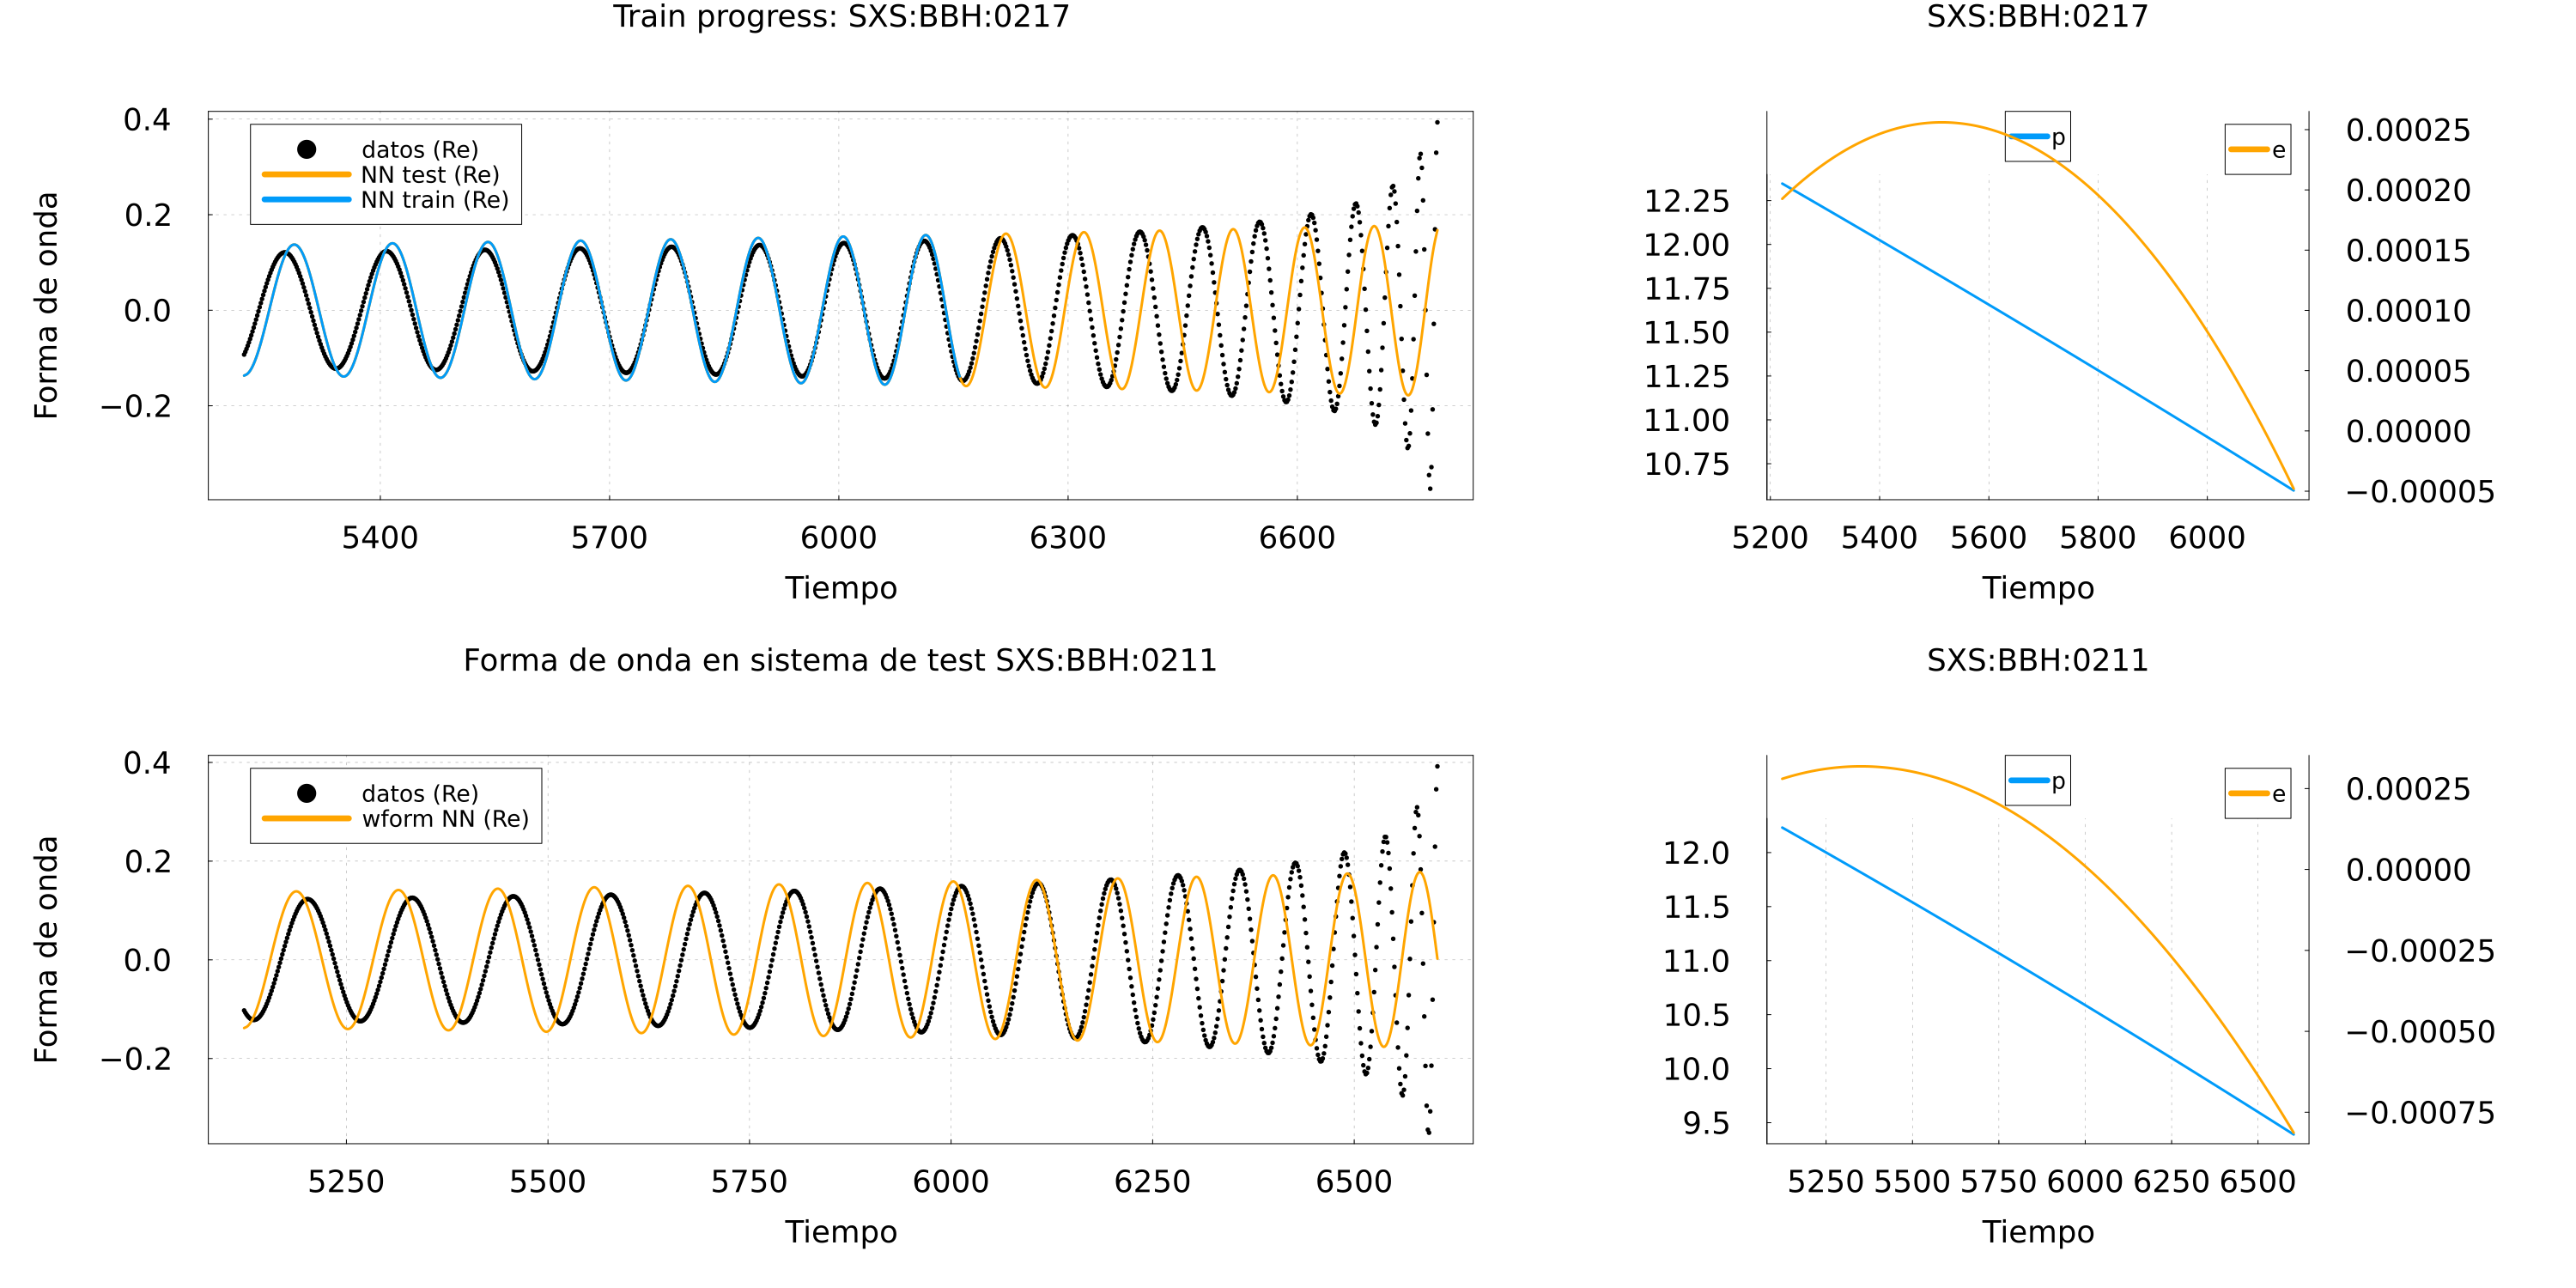 Train progress: SXS:BBH:0217
0.4
0.2
0.0
−0.2
Forma de onda
datos (Re)
NN test (Re)
NN train (Re)
5400 5700 6000 6300 6600
Tiempo
SXS:BBH:0217
12.25
12.00
11.75
11.50
11.25
11.00
10.75
p
e
0.00025
0.00020
0.00015
0.00010
0.00005
0.00000
−0.00005
5200 5400 5600 5800 6000
Tiempo
Forma de onda en sistema de test SXS:BBH:0211
0.4
0.2
0.0
−0.2
Forma de onda
datos (Re)
wform NN (Re)
5250 5500 5750 6000 6250 6500
Tiempo
SXS:BBH:0211
12.0
11.5
11.0
10.5
10.0
9.5
p
e
0.00025
0.00000
−0.00025
−0.00050
−0.00075
5250 5500 5750 6000 6250 6500
Tiempo